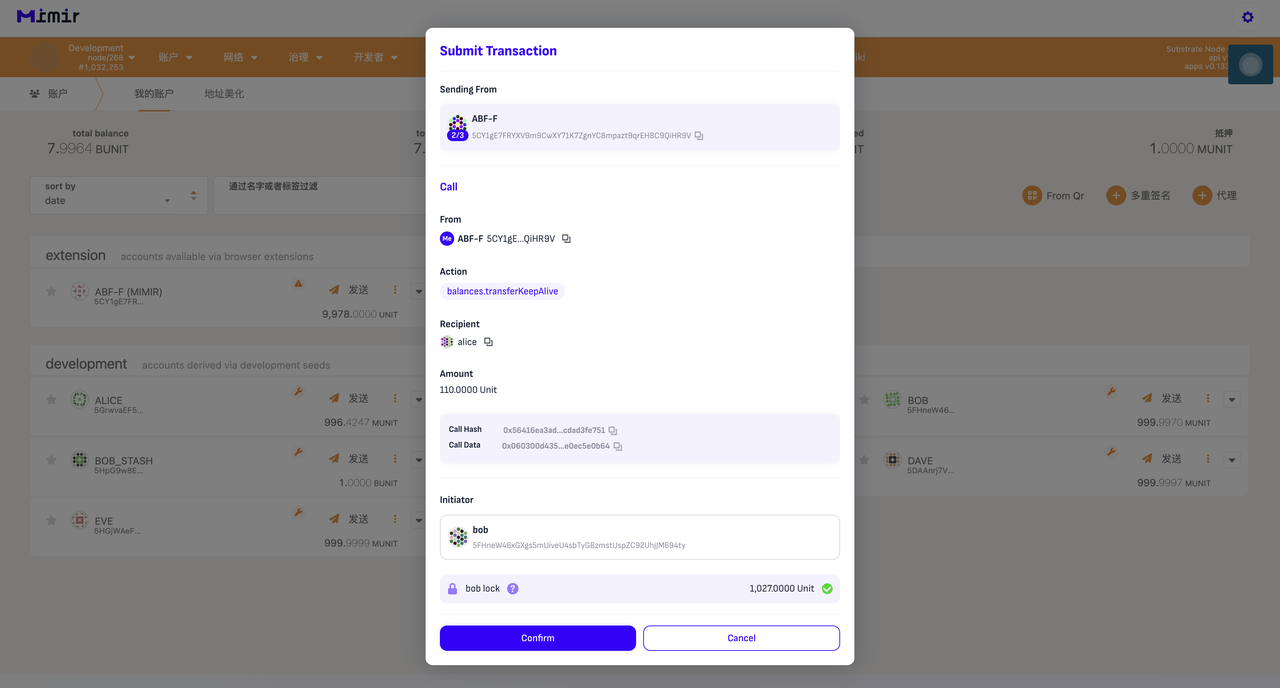 Mimir
Development
node/268
#1,032,253
账户
网络
治理
开发者
iki
Substrate Node
api v
apps v0.133
账户
我的账户
地址美化
total balance
7.9964 BUNIT
to
7.
ed
IT
抵押
1.0000 MUNIT
sort by
date
通过名字或者标签过滤
From Qr
多重签名
代理
extension accounts available via browser extensions
ABF-F (MIMIR)
5CY1gE7FR...
发送
9,978.0000 UNIT
development accounts derived via development seeds
ALICE
5GrwvaEF5...
发送
996.4247 MUNIT
BOB
5FHneW46...
发送
999.9970 MUNIT
BOB_STASH
5HpG9w8E...
发送
1.0000 BUNIT
DAVE
5DAAnrj7V...
发送
999.9997 MUNIT
EVE
5HGjWAeF...
发送
999.9999 MUNIT
Submit Transaction
Sending From
ABF-F
2/3
5CY1gE7FRYXV9m9CwXY71K7ZgnYC8mpazt9qrEH8C9QiHR9V
Call
From
Me ABF-F 5CY1gE...QiHR9V
Action
balances.transferKeepAlive
Recipient
alice
Amount
110.0000 Unit
Call Hash 0x56416ea3ad...cdad3fe751
Call Data 0x060300d435...e0ec5e0b64
Initiator
bob
5FHneW46xGXgs5mUiveU4sbTyGBzmstUspZC92UhjJM694ty
bob lock ? 1,027.0000 Unit
Confirm
Cancel